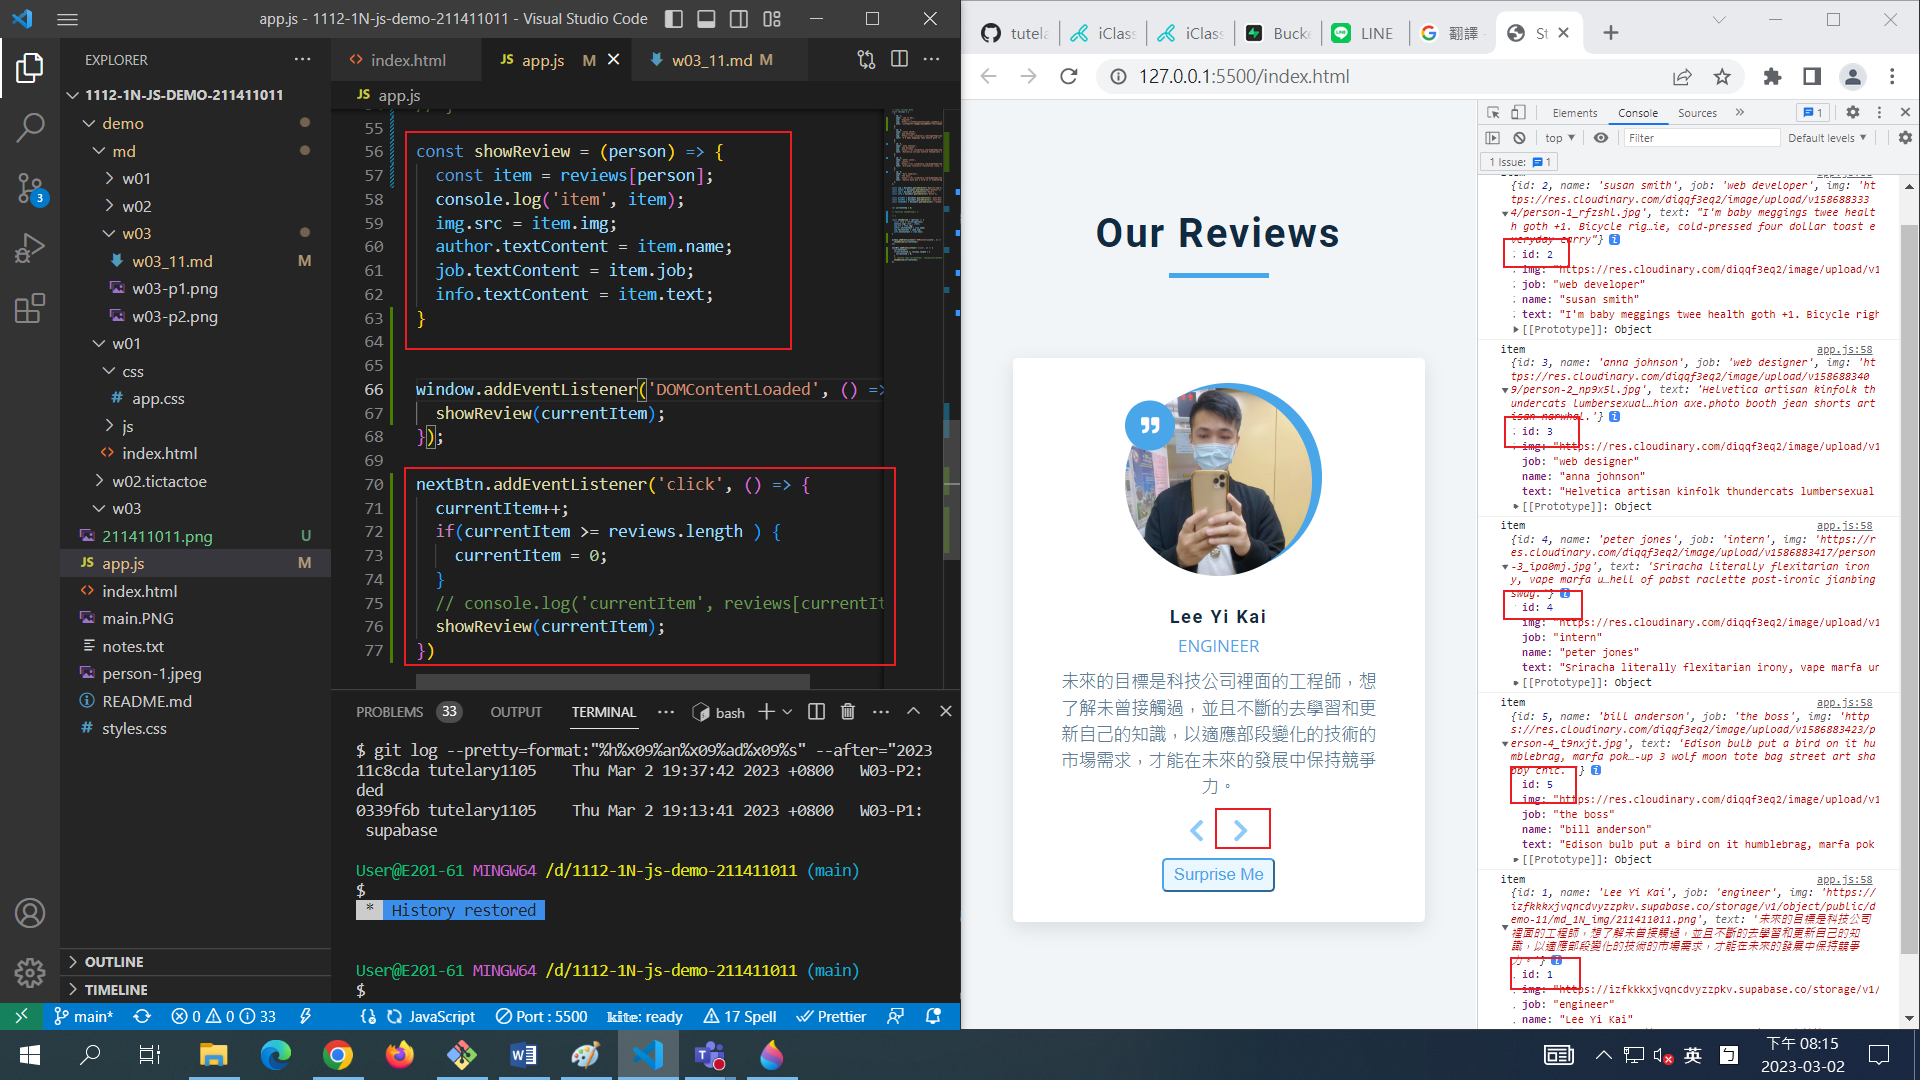 app.js - 1112-1N-js-demo-211411011 - Visual Studio Code
EXPLORER
1112-1N-JS-DEMO-211411011
demo
md
w01
w02
w03
w03_11.md M
w03-p1.png
w03-p2.png
w01
css
app.css
js
index.html
w02.tictactoe
w03
211411011.png U
app.js M
index.html
main.PNG
notes.txt
person-1.jpeg
README.md
styles.css
OUTLINE
TIMELINE
3
index.html
app.js M
w03_11.md M
app.js
55
56 const showReview = (person) => {
57 const item = reviews[person];
58 console.log('item', item);
59 img.src = item.img;
60 author.textContent = item.name;
61 job.textContent = item.job;
62 info.textContent = item.text;
63 }
64
65
66 window.addEventListener('DOMContentLoaded', () =>
67 showReview(currentItem);
68 });
69
70 nextBtn.addEventListener('click', () => {
71 currentItem++;
72 if(currentItem >= reviews.length ) {
73 currentItem = 0;
74 }
75 // console.log('currentItem', reviews[currentIt
76 showReview(currentItem);
77 })
PROBLEMS 33 OUTPUT TERMINAL bash
$ git log --pretty=format:"%h%x09%an%x09%ad%x09%s" --after="2023
11c8cda tutelary1105 Thu Mar 2 19:37:42 2023 +0800 W03-P2:
ded
0339f6b tutelary1105 Thu Mar 2 19:13:41 2023 +0800 W03-P1:
supabase
User@E201-61 MINGW64 /d/1112-1N-js-demo-211411011 (main)
$
* History restored
User@E201-61 MINGW64 /d/1112-1N-js-demo-211411011 (main)
$
main* 0 0 33 JavaScript Port : 5500 kite: ready 17 Spell Prettier
tutela iClass iClass Bucke LINE 翻譯 St
127.0.0.1:5500/index.html
Our Reviews
Lee Yi Kai
ENGINEER
未來的目標是科技公司裡面的工程師，想
了解未曾接觸過，並且不斷的去學習和更
新自己的知識，以適應部段變化的技術的
市場需求，才能在未來的發展中保持競爭
力。
Surprise Me
Elements Console Sources 1
top Filter Default levels
1 Issue: 1
{id: 2, name: 'susan smith', job: 'web developer', img: 'ht
tps://res.cloudinary.com/diqqf3eq2/image/upload/v158688333
4/person-1_rfzshl.jpg', text: "I'm baby meggings twee healt
h goth +1. Bicycle rig…ie, cold-pressed four dollar toast e
veryday carry"}
id: 2
img: "https://res.cloudinary.com/diqqf3eq2/image/upload/v1
job: "web developer"
name: "susan smith"
text: "I'm baby meggings twee health goth +1. Bicycle righ
[[Prototype]]: Object
item app.js:58
{id: 3, name: 'anna johnson', job: 'web designer', img: 'ht
tps://res.cloudinary.com/diqqf3eq2/image/upload/v158688340
9/person-2_np9x5l.jpg', text: 'Helvetica artisan kinfolk th
undercats lumbersexual…hion axe.photo booth jean shorts art
isan narwhal.'}
id: 3
img: "https://res.cloudinary.com/diqqf3eq2/image/upload/v1
job: "web designer"
name: "anna johnson"
text: "Helvetica artisan kinfolk thundercats lumbersexual
[[Prototype]]: Object
item app.js:58
{id: 4, name: 'peter jones', job: 'intern', img: 'https://r
es.cloudinary.com/diqqf3eq2/image/upload/v1586883417/person
-3_ipa0mj.jpg', text: 'Sriracha literally flexitarian iron
y, vape marfa u…hell of pabst raclette post-ironic jianbing
swag.'}
id: 4
img: "https://res.cloudinary.com/diqqf3eq2/image/upload/v1
job: "intern"
name: "peter jones"
text: "Sriracha literally flexitarian irony, vape marfa un
[[Prototype]]: Object
item app.js:58
{id: 5, name: 'bill anderson', job: 'the boss', img: 'http
s://res.cloudinary.com/diqqf3eq2/image/upload/v1586883423/p
erson-4_t9nxjt.jpg', text: 'Edison bulb put a bird on it hu
mblebrag, marfa pok…-up 3 wolf moon tote bag street art sha
bby chic. '}
id: 5
img: "https://res.cloudinary.com/diqqf3eq2/image/upload/v1
job: "the boss"
name: "bill anderson"
text: "Edison bulb put a bird on it humblebrag, marfa pok
[[Prototype]]: Object
item app.js:58
{id: 1, name: 'Lee Yi Kai', job: 'engineer', img: 'https://
izfkkkxjvqncdvyzzpkv.supabase.co/storage/v1/object/public/d
emo-11/md_1N_img/211411011.png', text: '未來的目標是科技公司
裡面的工程師，想了解未曾接觸過，並且不斷的去學習和更新自己的知
識，以適應部段變化的技術的市場需求，才能在未來的發展中保持競爭
力。'}
id: 1
img: "https://izfkkkxjvqncdvyzzpkv.supabase.co/storage/v1/
job: "engineer"
name: "Lee Yi Kai"
英
下午 08:15
2023-03-02